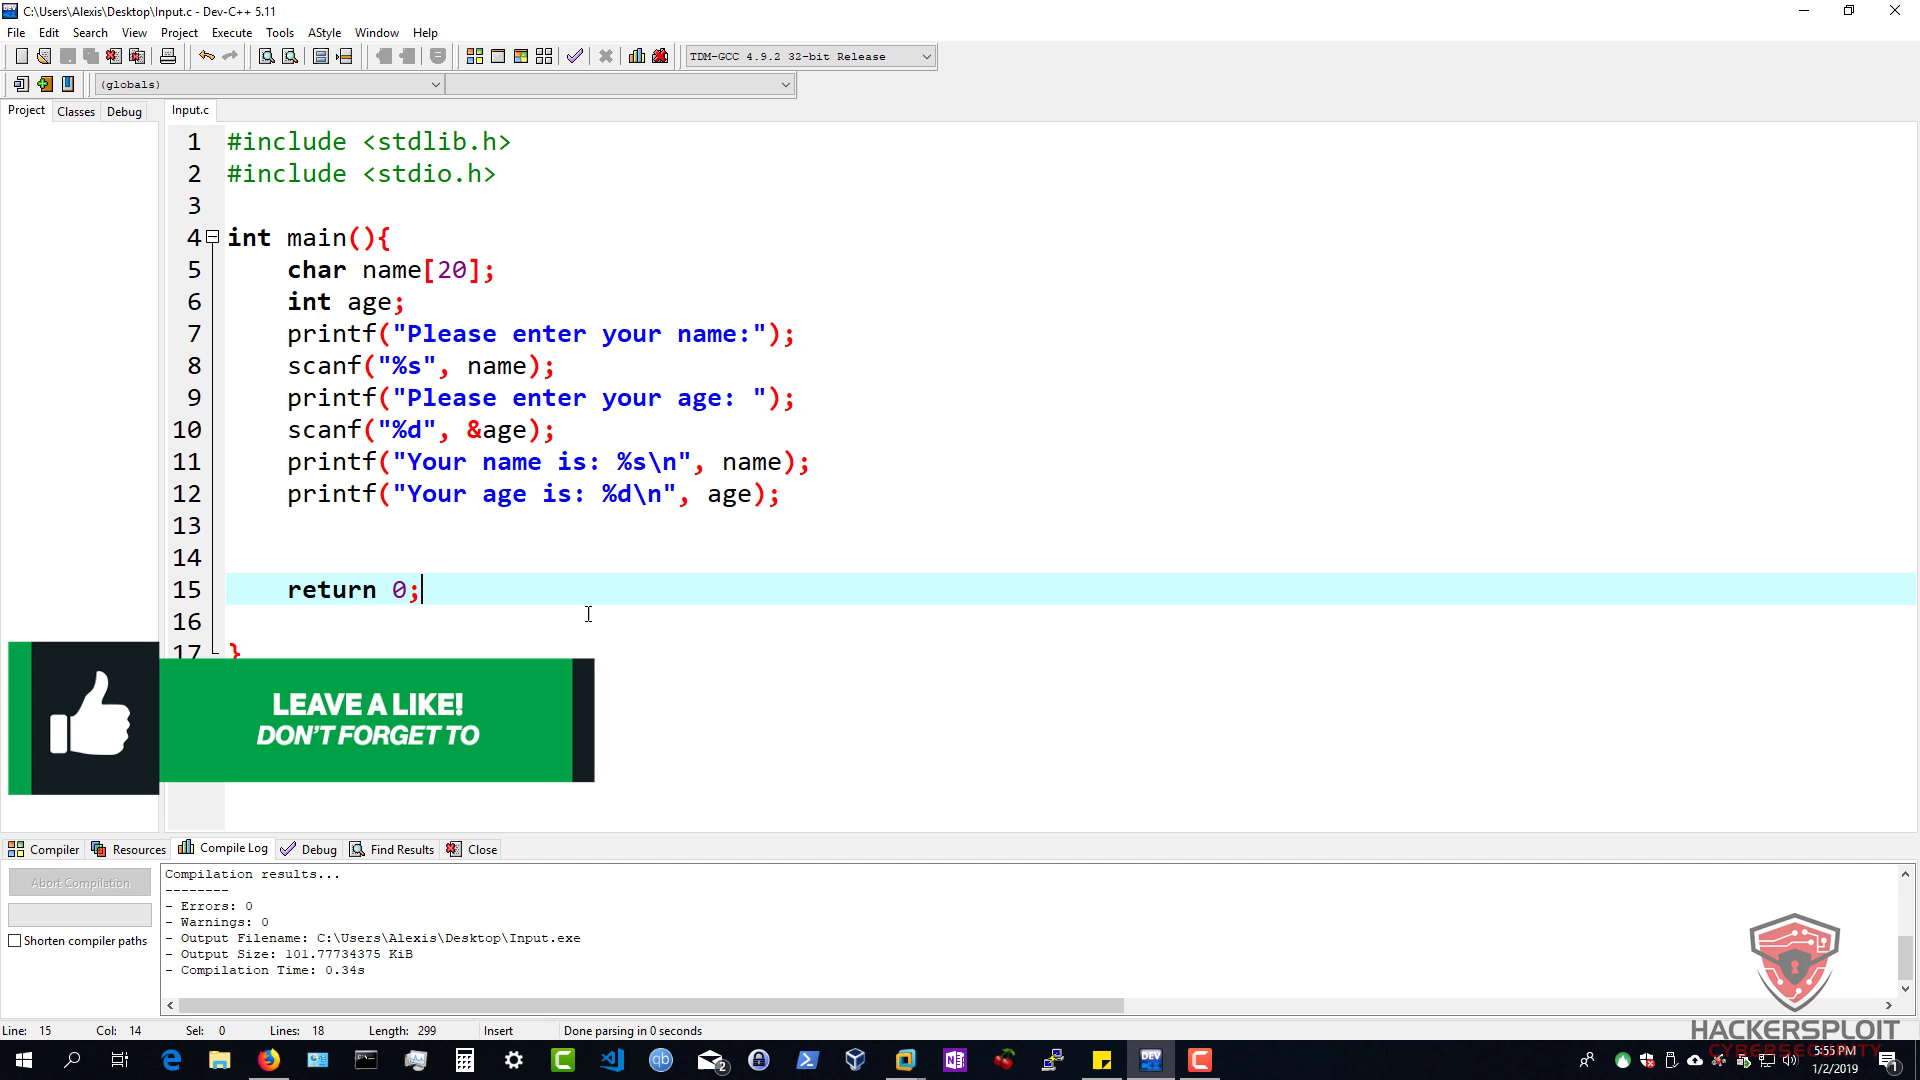 C:\Users\Alexis\Desktop\Input.c - Dev-C++ 5.11
File Edit Search View Project Execute Tools AStyle Window Help
TDM-GCC 4.9.2 32-bit Release
(globals)
Project Classes Debug Input.c
1 #include <stdlib.h>
2 #include <stdio.h>
3
4 int main(){
5 char name[20];
6 int age;
7 printf("Please enter your name:");
8 scanf("%s", name);
9 printf("Please enter your age: ");
10 scanf("%d", &age);
11 printf("Your name is: %s\n", name);
12 printf("Your age is: %d\n", age);
13
14
15 return 0;
16
17 }
LEAVE A LIKE!
DON'T FORGET TO
Compiler Resources Compile Log Debug Find Results Close
Abort Compilation
Shorten compiler paths
Compilation results...
--------
- Errors: 0
- Warnings: 0
- Output Filename: C:\Users\Alexis\Desktop\Input.exe
- Output Size: 101.77734375 KiB
- Compilation Time: 0.34s
Line: 15 Col: 14 Sel: 0 Lines: 18 Length: 299 Insert Done parsing in 0 seconds
HACKERSPLOIT
CYBERSECURITY
5:55 PM
1/2/2019